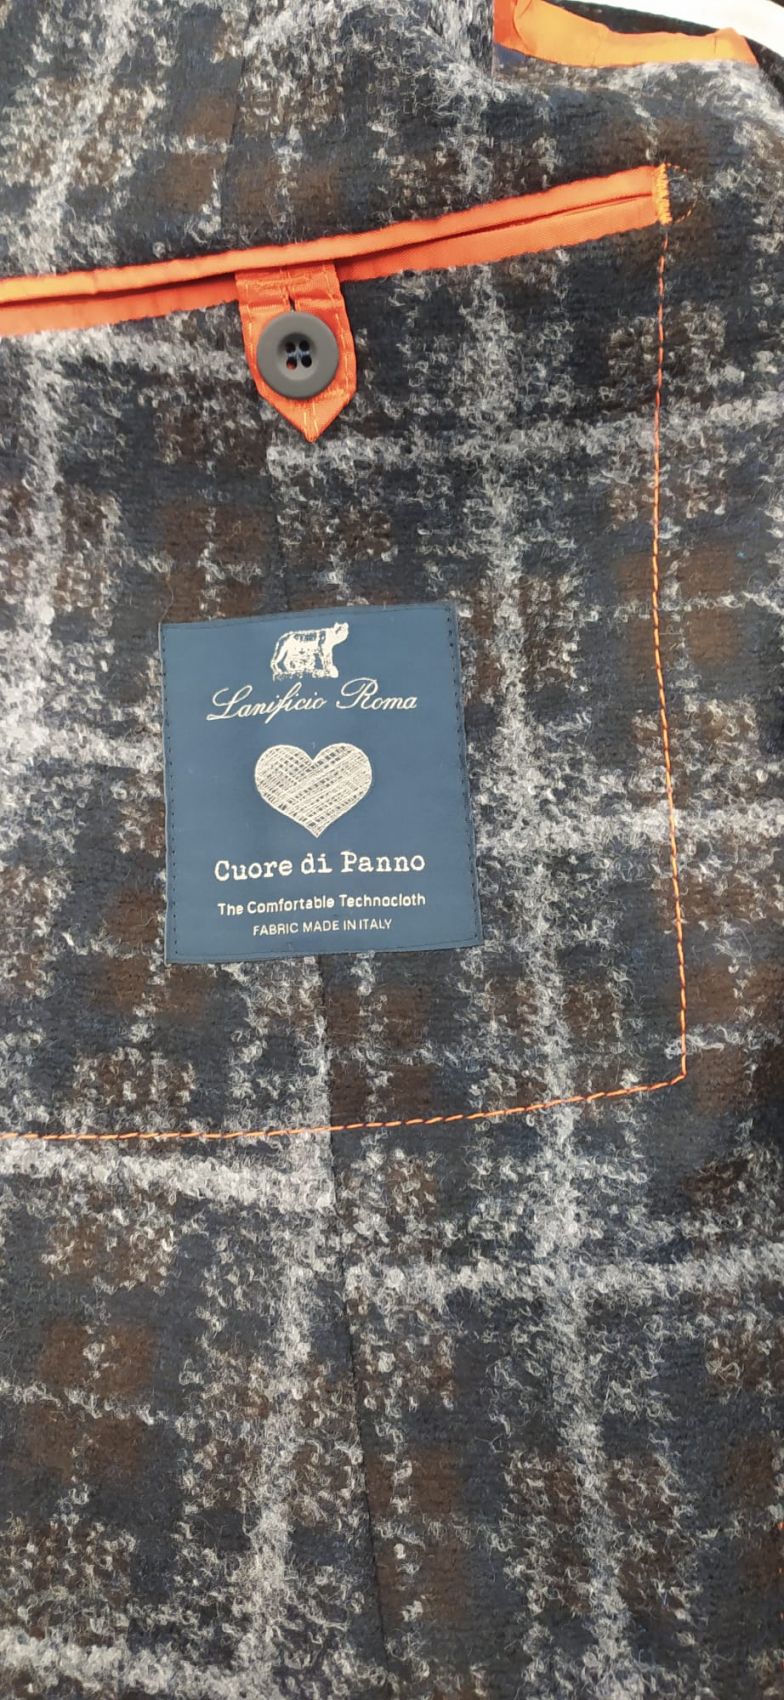 Lanificio Roma
Cuore di Panno
The Comfortable Technocloth
FABRIC MADE IN ITALY